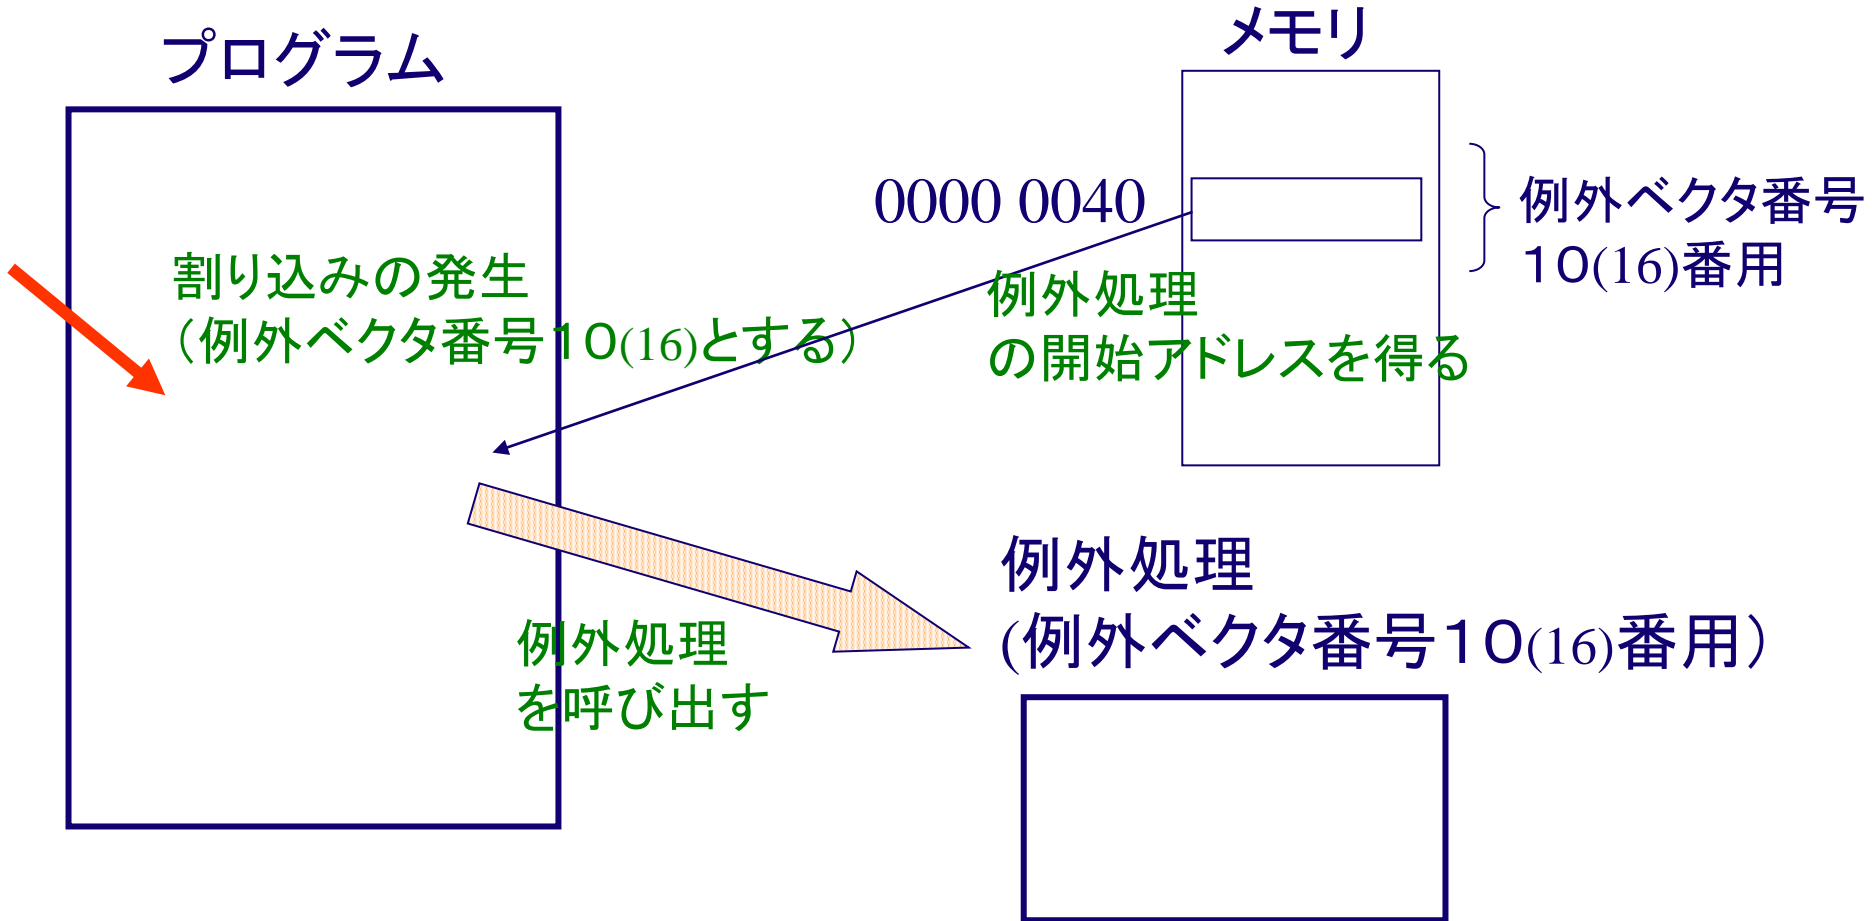 プログラム
メモリ
0000 0040
例外ベクタ番号
１０(16)番用
割り込みの発生
（例外ベクタ番号１０(16)とする）
例外処理
の開始アドレスを得る
例外処理
を呼び出す
例外処理
(例外ベクタ番号１０(16)番用）